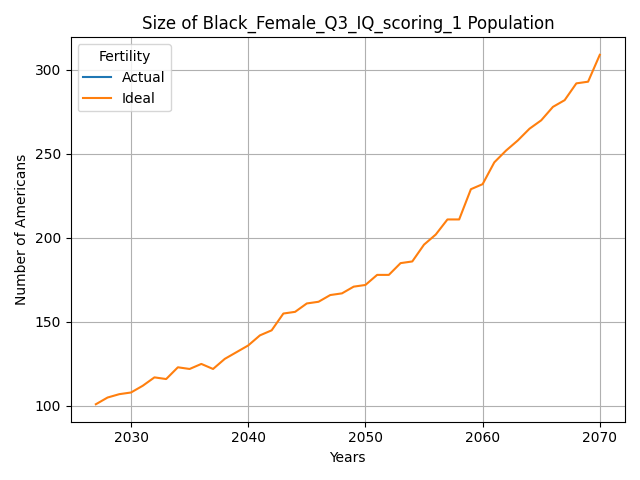 Size of Black_Female_Q3_IQ_scoring_1 Population
Fertility
Actual
Ideal
Number of Americans
300
250
200
150
100
2030 2040 2050 2060 2070
Years